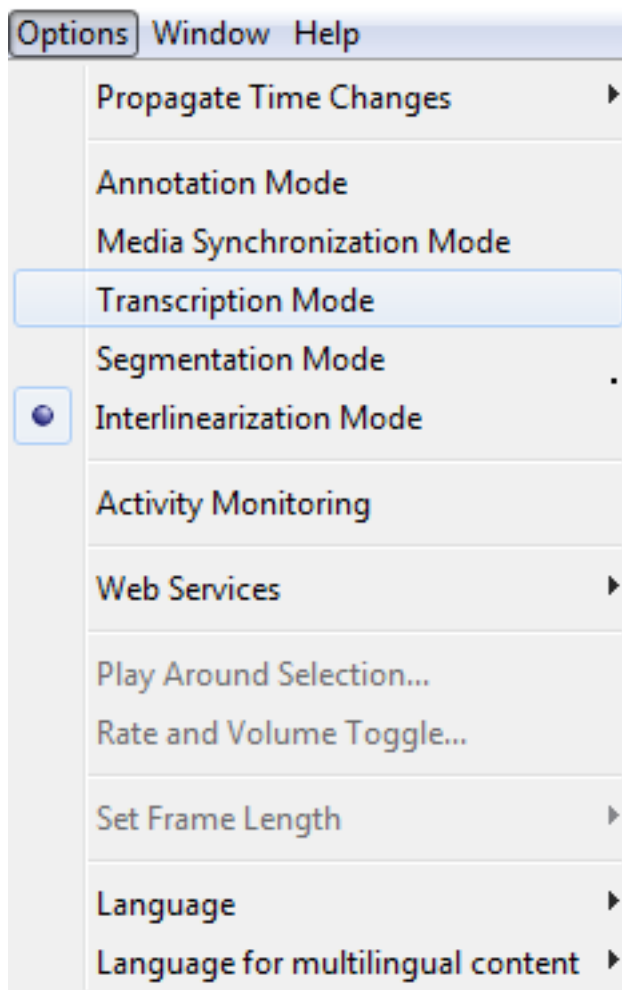 Options Window Help
Propagate Time Changes
Annotation Mode
Media Synchronization Mode
Transcription Mode
Segmentation Mode
Interlinearization Mode
Activity Monitoring
Web Services
Play Around Selection...
Rate and Volume Toggle...
Set Frame Length
Language
Language for multilingual content